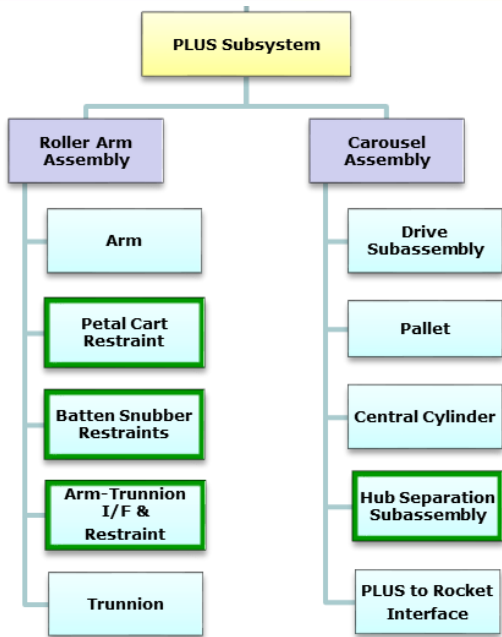 PLUS Subsystem
Roller Arm
Assembly
Arm
Petal Cart
Restraint
Batten Snubber
Restraints
Arm-Trunnion
I/F &
Restraint
Trunnion
Carousel
Assembly
Drive
Subassembly
Pallet
Central Cylinder
Hub Separation
Subassembly
PLUS to Rocket
Interface